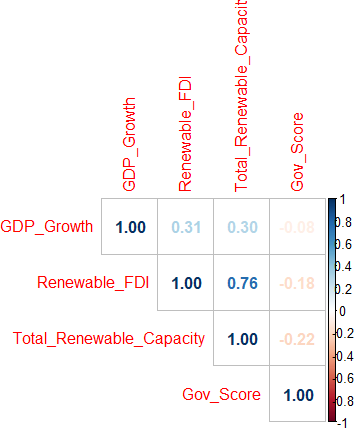 GDP_Growth
Renewable_FDI
Total_Renewable_Capacity
Gov_Score
GDP_Growth 1.00 0.31 0.30 -0.08
Renewable_FDI 1.00 0.76 -0.18
Total_Renewable_Capacity 1.00 -0.22
Gov_Score 1.00
1
0.8
0.6
0.4
0.2
0
-0.2
-0.4
-0.6
-0.8
-1